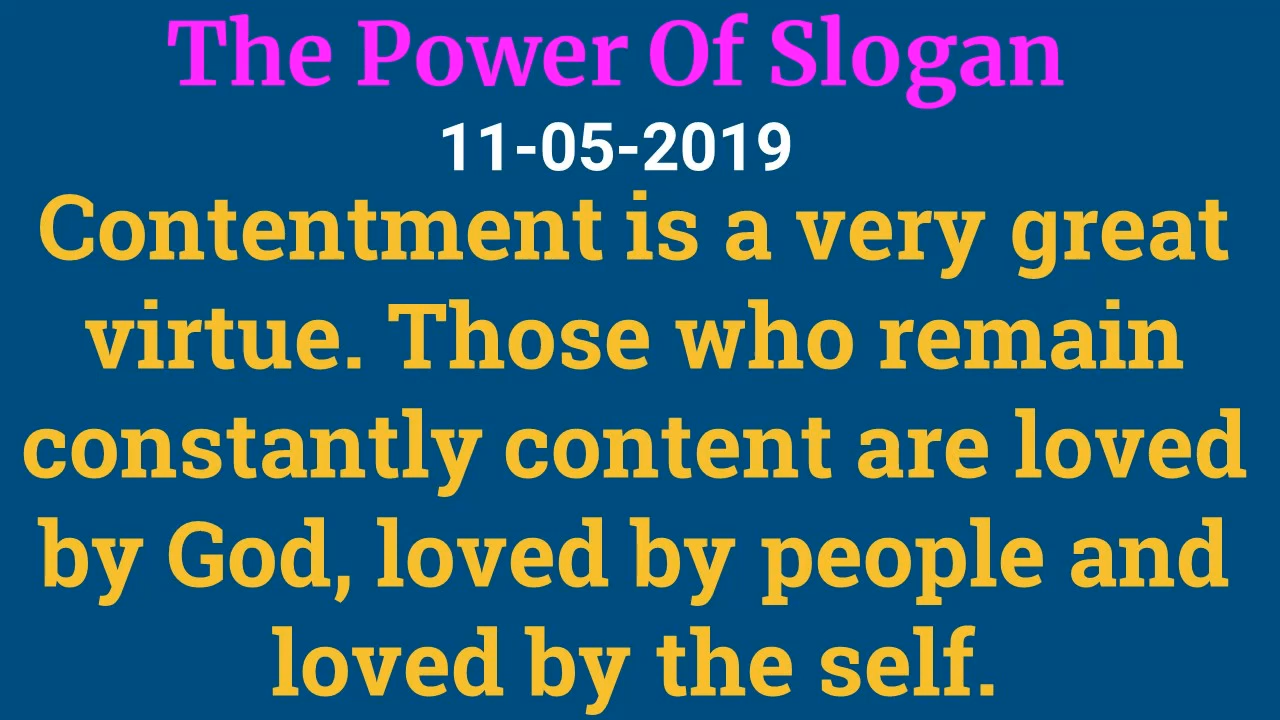 The Power Of Slogan
11-05-2019
Contentment is a very great
virtue. Those who remain
constantly content are loved
by God, loved by people and
loved by the self.